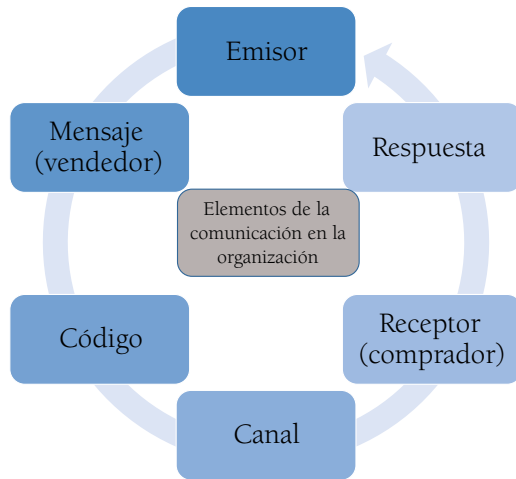 Emisor
Mensaje
(vendedor)
Respuesta
Elementos de la
comunicación en la
organización
Código
Receptor
(comprador)
Canal